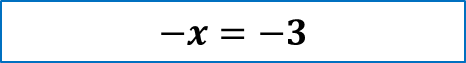 −x = −3